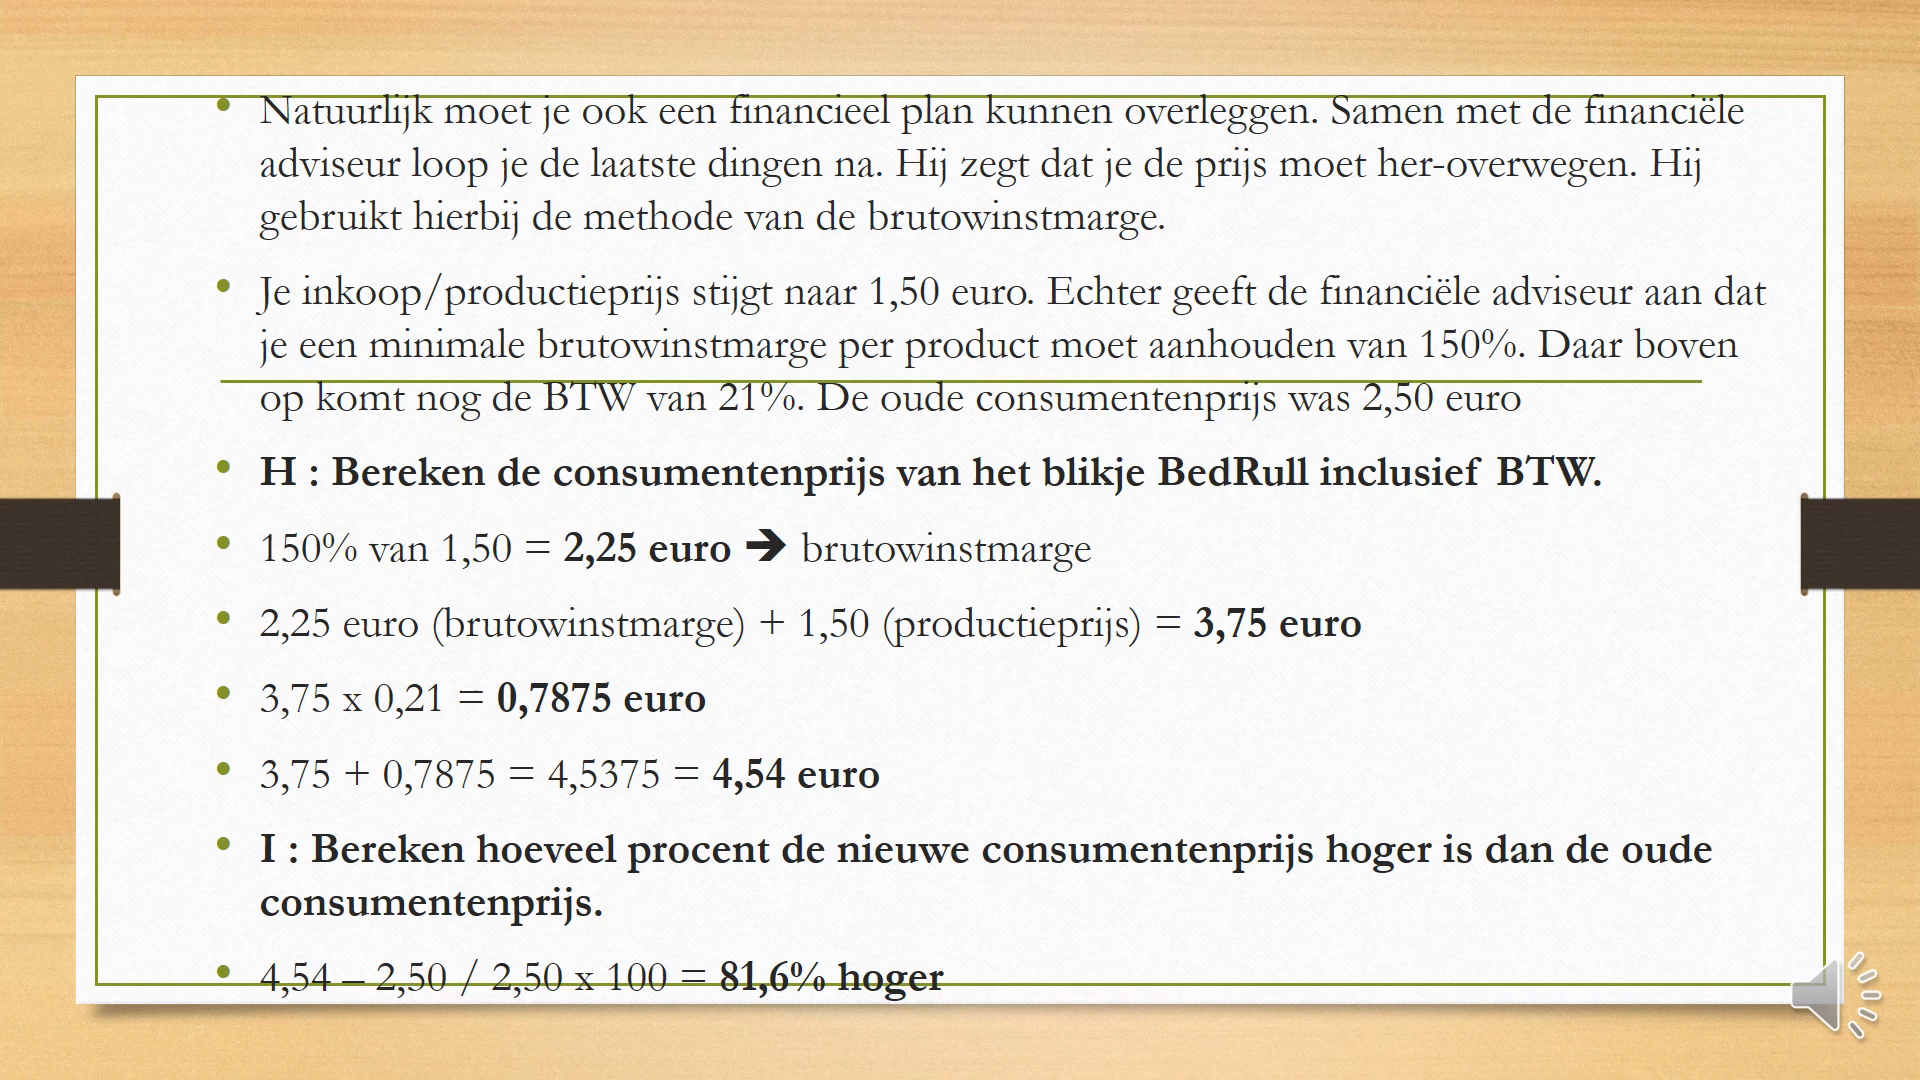 • Natuurlijk moet je ook een financieel plan kunnen overleggen. Samen met de financiële
adviseur loop je de laatste dingen na. Hij zegt dat je de prijs moet her-overwegen. Hij
gebruikt hierbij de methode van de brutowinstmarge.
• Je inkoop/productieprijs stijgt naar 1,50 euro. Echter geeft de financiële adviseur aan dat
je een minimale brutowinstmarge per product moet aanhouden van 150%. Daar boven
op komt nog de BTW van 21%. De oude consumentenprijs was 2,50 euro
• H : Bereken de consumentenprijs van het blikje BedRull inclusief BTW.
• 150% van 1,50 = 2,25 euro ➔ brutowinstmarge
• 2,25 euro (brutowinstmarge) + 1,50 (productieprijs) = 3,75 euro
• 3,75 x 0,21 = 0,7875 euro
• 3,75 + 0,7875 = 4,5375 = 4,54 euro
• I : Bereken hoeveel procent de nieuwe consumentenprijs hoger is dan de oude
consumentenprijs.
• 4,54 – 2,50 / 2,50 x 100 = 81,6% hoger